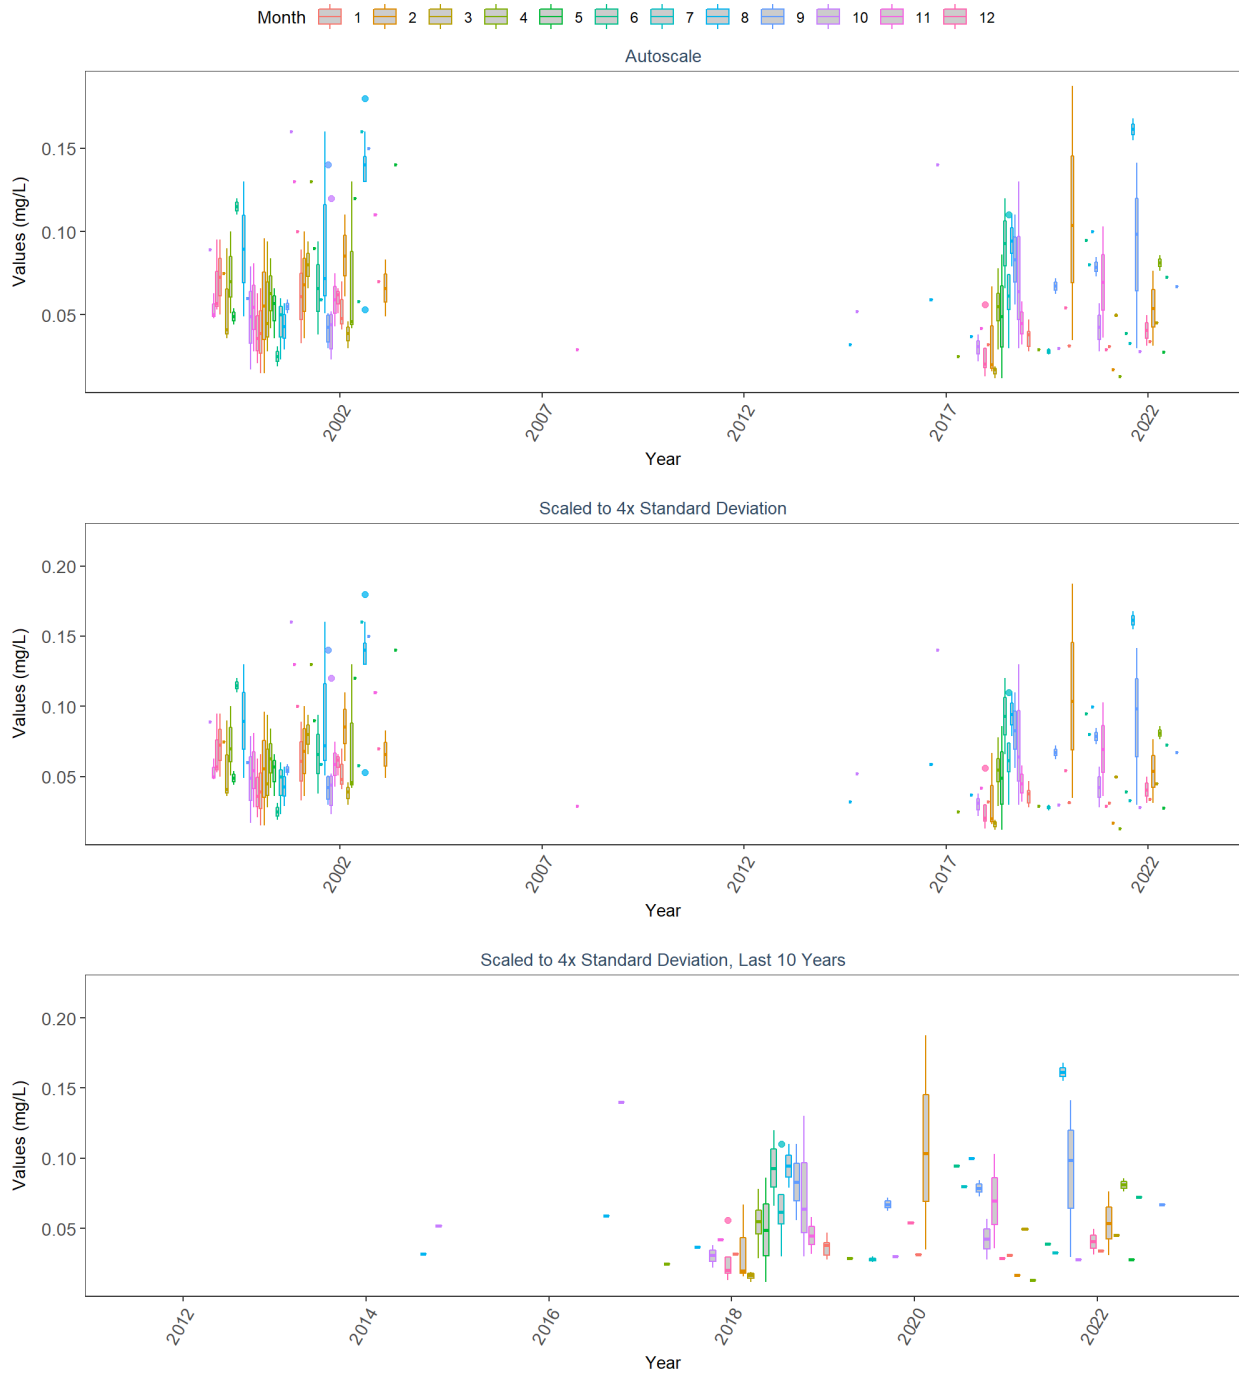 Month 1 2 3 4 5 6 7 8 9 10 11 12
Autoscale
Values (mg/L)
0.15
0.10
0.05
2002 2007 2012 2017 2022
Year
Scaled to 4x Standard Deviation
Values (mg/L)
0.20
0.15
0.10
0.05
2002 2007 2012 2017 2022
Year
Scaled to 4x Standard Deviation, Last 10 Years
Values (mg/L)
0.20
0.15
0.10
0.05
2012 2014 2016 2018 2020 2022
Year